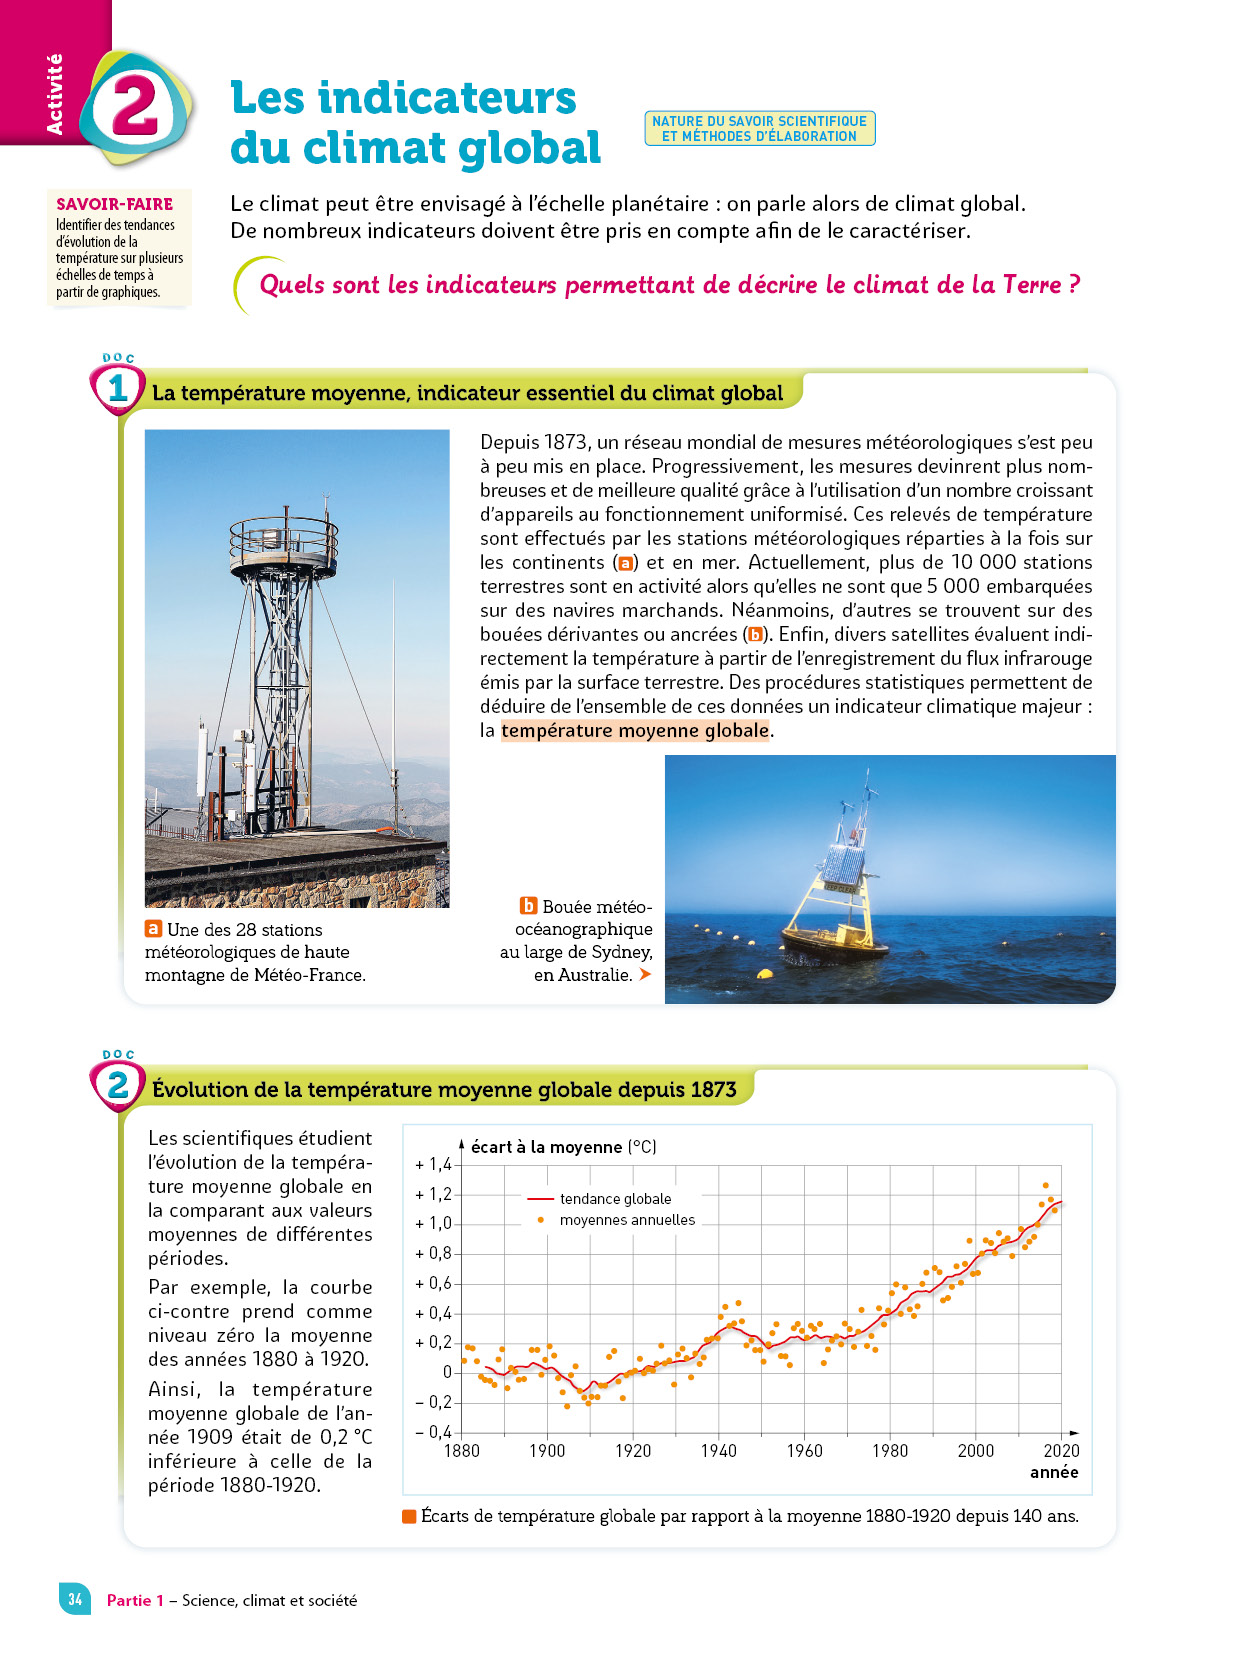 Activité
2
Les indicateurs
du climat global
NATURE DU SAVOIR SCIENTIFIQUE
ET MÉTHODES D'ÉLABORATION
SAVOIR-FAIRE
Identifier des tendances
d'évolution de la
température sur plusieurs
échelles de temps à
partir de graphiques.
Le climat peut être envisagé à l'échelle planétaire : on parle alors de climat global.
De nombreux indicateurs doivent être pris en compte afin de le caractériser.
Quels sont les indicateurs permettant de décrire le climat de la Terre ?
DOC
1
La température moyenne, indicateur essentiel du climat global
Depuis 1873, un réseau mondial de mesures météorologiques s'est peu
à peu mis en place. Progressivement, les mesures devinrent plus nom-
breuses et de meilleure qualité grâce à l'utilisation d'un nombre croissant
d'appareils au fonctionnement uniformisé. Ces relevés de température
sont effectués par les stations météorologiques réparties à la fois sur
les continents (a) et en mer. Actuellement, plus de 10 000 stations
terrestres sont en activité alors qu'elles ne sont que 5 000 embarquées
sur des navires marchands. Néanmoins, d'autres se trouvent sur des
bouées dérivantes ou ancrées (b). Enfin, divers satellites évaluent indi-
rectement la température à partir de l'enregistrement du flux infrarouge
émis par la surface terrestre. Des procédures statistiques permettent de
déduire de l'ensemble de ces données un indicateur climatique majeur :
la température moyenne globale.
a Une des 28 stations
météorologiques de haute
montagne de Météo-France.
b Bouée météo-
océanographique
au large de Sydney,
en Australie.
DOC
2
Évolution de la température moyenne globale depuis 1873
Les scientifiques étudient
l'évolution de la tempéra-
ture moyenne globale en
la comparant aux valeurs
moyennes de différentes
périodes.
Par exemple, la courbe
ci-contre prend comme
niveau zéro la moyenne
des années 1880 à 1920.
Ainsi, la température
moyenne globale de l'an-
née 1909 était de 0,2 °C
inférieure à celle de la
période 1880-1920.
écart à la moyenne (°C)
+ 1,4
+ 1,2
+ 1,0
+ 0,8
+ 0,6
+ 0,4
+ 0,2
0
– 0,2
– 0,4
tendance globale
moyennes annuelles
1880 1900 1920 1940 1960 1980 2000 2020
année
Écarts de température globale par rapport à la moyenne 1880-1920 depuis 140 ans.
34 Partie 1 – Science, climat et société